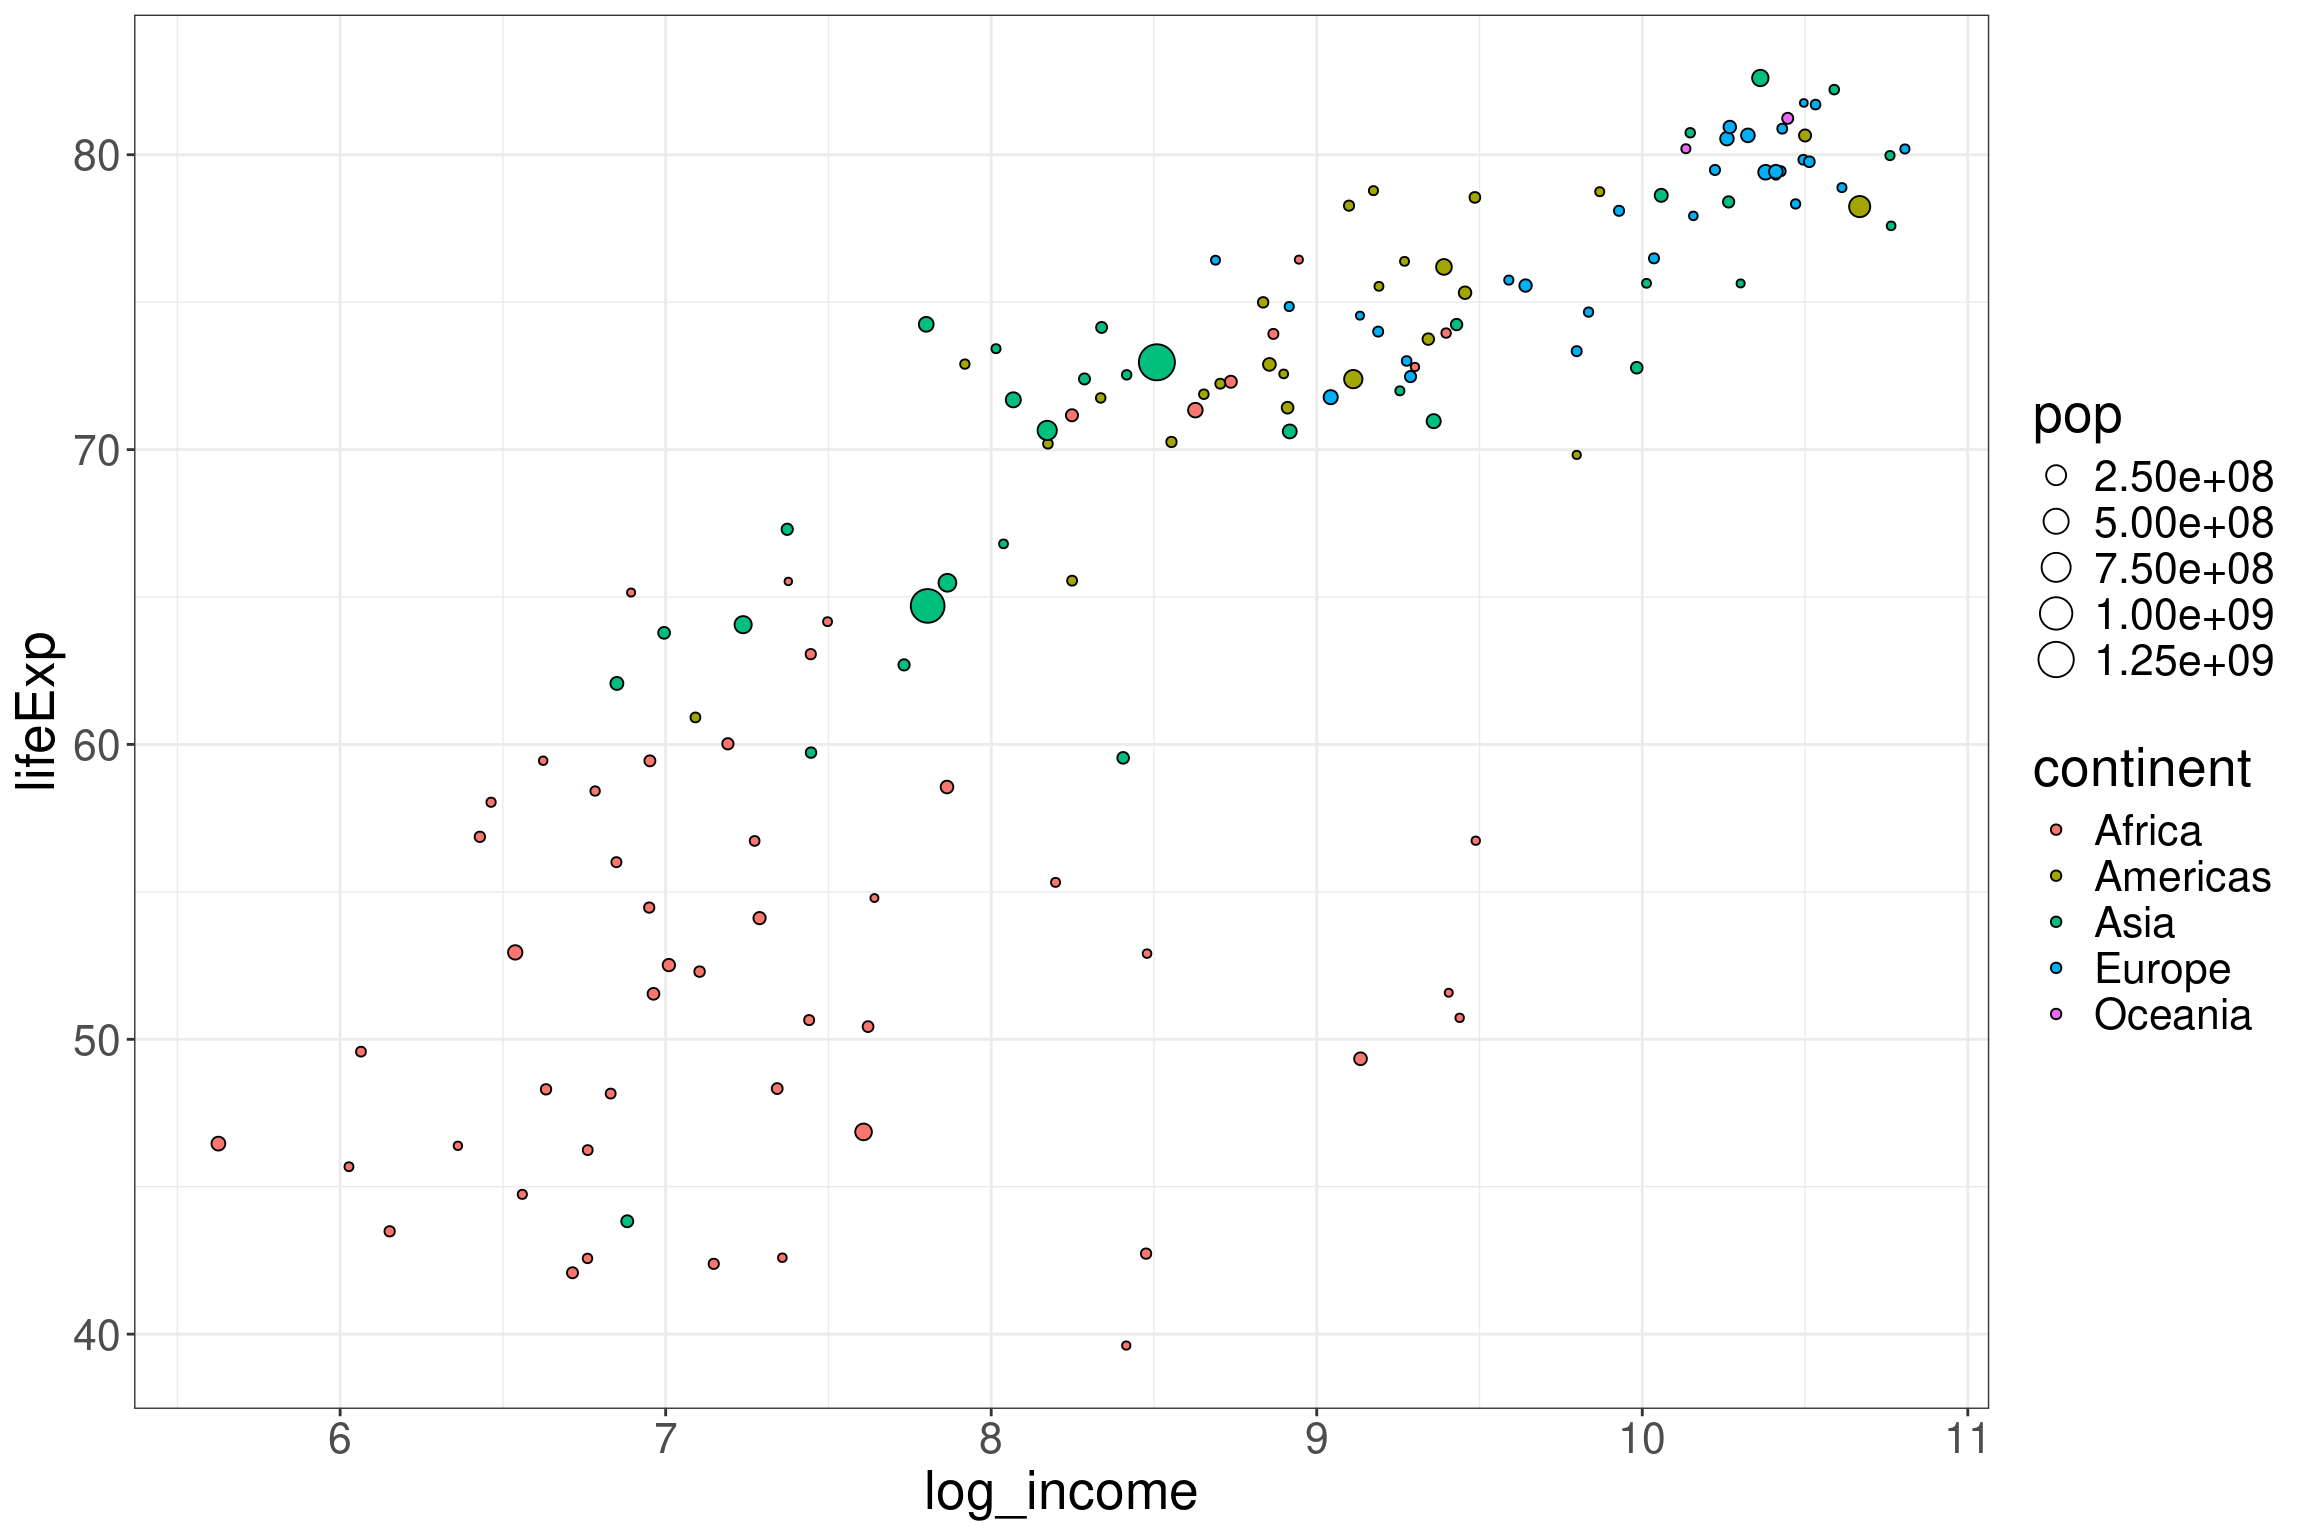 lifeExp
80
70
60
50
40
6 7 8 9 10 11
log_income
pop
2.50e+08
5.00e+08
7.50e+08
1.00e+09
1.25e+09
continent
Africa
Americas
Asia
Europe
Oceania